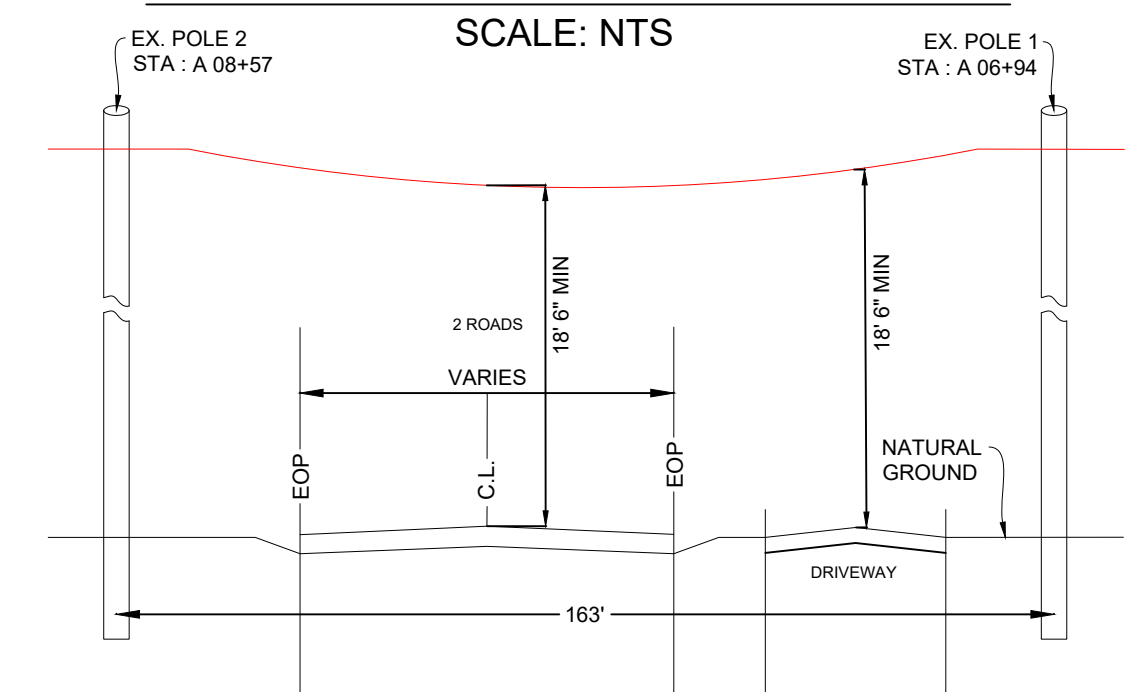 SCALE: NTS
EX. POLE 2
STA : A 08+57
EX. POLE 1
STA : A 06+94
18' 6" MIN
18' 6" MIN
2 ROADS
VARIES
EOP
C.L.
EOP
NATURAL
GROUND
DRIVEWAY
163'